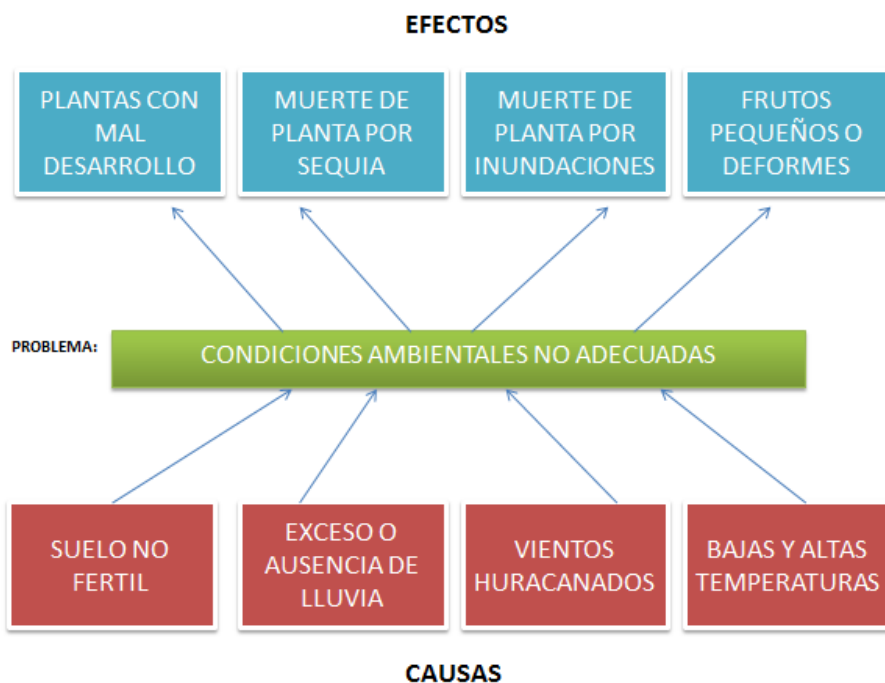 EFECTOS
PLANTAS CON
MAL
DESARROLLO
MUERTE DE
PLANTA POR
SEQUIA
MUERTE DE
PLANTA POR
INUNDACIONES
FRUTOS
PEQUEÑOS O
DEFORMES
PROBLEMA:
CONDICIONES AMBIENTALES NO ADECUADAS
SUELO NO
FERTIL
EXCESO O
AUSENCIA DE
LLUVIA
VIENTOS
HURACANADOS
BAJAS Y ALTAS
TEMPERATURAS
CAUSAS